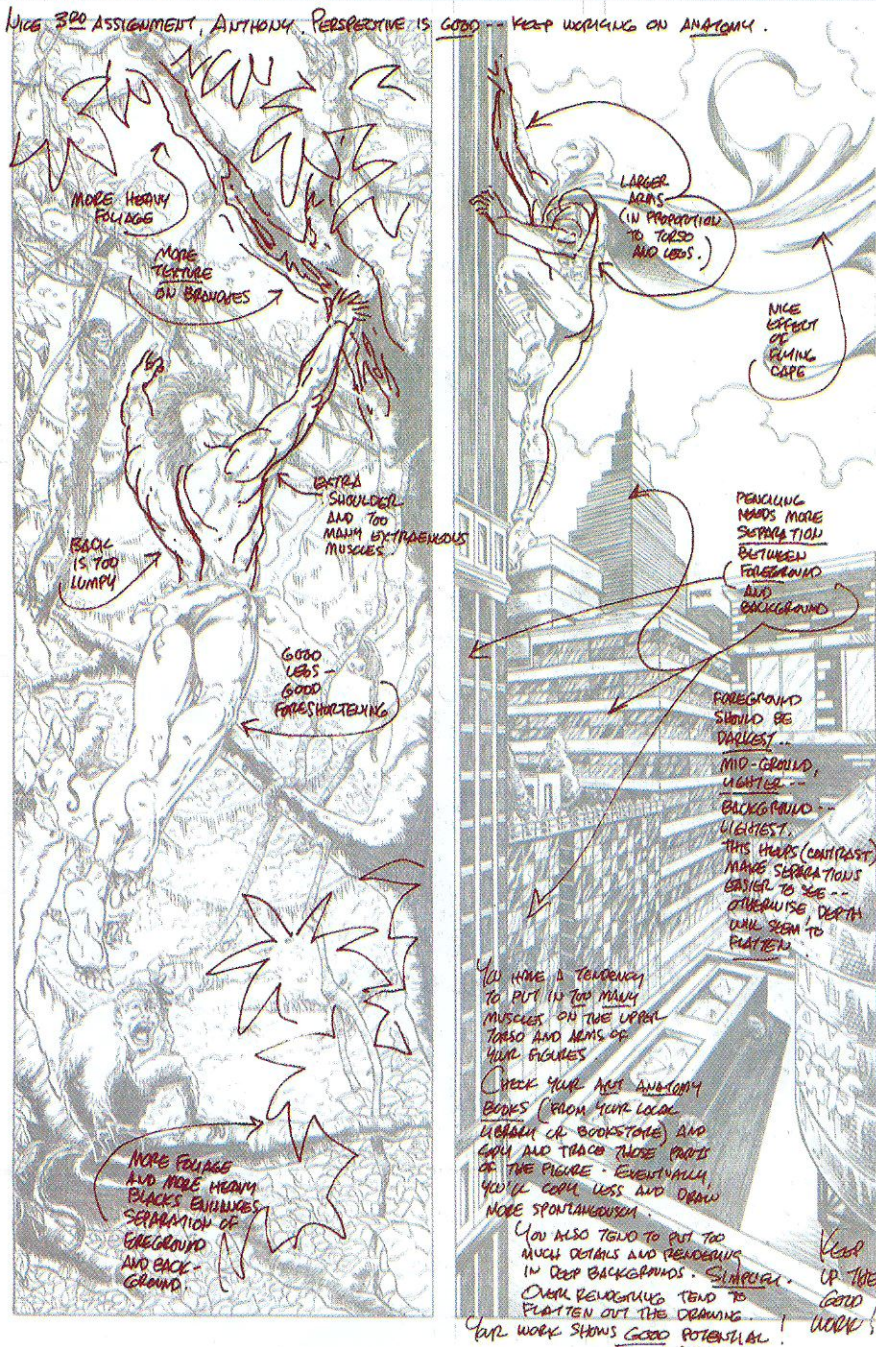 NICE 3RD ASSIGNMENT, ANTHONY. PERSPECTIVE IS GOOD -- KEEP WORKING ON ANATOMY.
MORE HEAVY
FOLIAGE
MORE
TEXTURE
ON BRANCHES
EXTRA
SHOULDER
AND TOO
MANY EXTRAENEOUS
MUSCLES.
BACK
IS TOO
LUMPY
GOOD
LEGS -
GOOD
FORESHORTENING
MORE FOLIAGE
AND MORE HEAVY
BLACKS ENHANCES
SEPARATION OF
FOREGROUND
AND BACK-
GROUND.
LARGER
ARMS
(IN PROPORTION
TO TORSO
AND LEGS.)
NICE
EFFECT
OF
FLYING
CAPE
PENCILING
NEEDS MORE
SEPARATION
BETWEEN
FOREGROUND
AND
BACKGROUND
FOREGROUND
SHOULD BE
DARKEST --
MID-GROUND,
LIGHTER --
BACKGROUND --
LIGHTEST.
THIS HELPS (CONTRAST)
MAKE SEPARATIONS
EASIER TO SEE --
OTHERWISE DEPTH
WILL SEEM TO
FLATTEN.
YOU HAVE A TENDENCY
TO PUT IN TOO MANY
MUSCLES ON THE UPPER
TORSO AND ARMS OF
YOUR FIGURES.
CHECK YOUR ART ANATOMY
BOOKS (FROM YOUR LOCAL
LIBRARY OR BOOKSTORE) AND
COPY AND TRACE THOSE PARTS
OF THE FIGURE - EVENTUALLY,
YOU'LL COPY LESS AND DRAW
MORE SPONTANEOUSLY.
YOU ALSO TEND TO PUT TOO
MUCH DETAILS AND RENDERING
IN DEEP BACKGROUNDS. SIMPLIFY.
OVER RENDERING TEND TO
FLATTEN OUT THE DRAWING.
YOUR WORK SHOWS GOOD POTENTIAL!
KEEP
UP THE
GOOD
WORK!